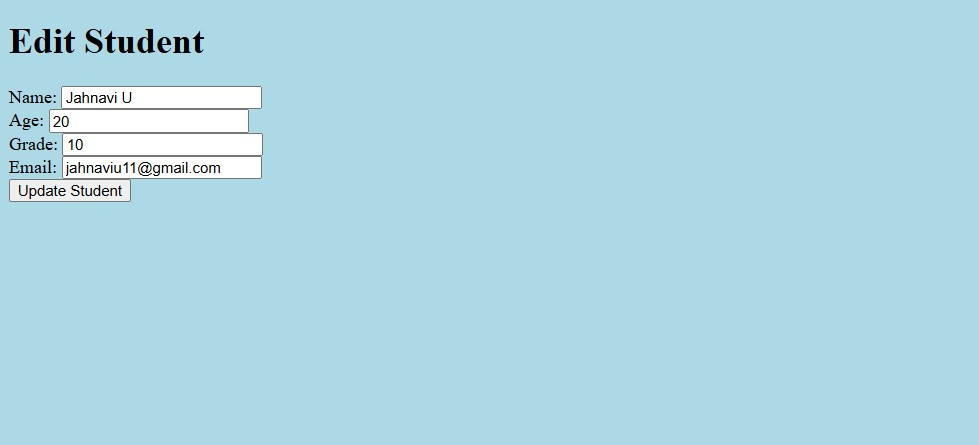 Edit Student
Name: Jahnavi U
Age: 20
Grade: 10
Email: jahnaviu11@gmail.com
Update Student